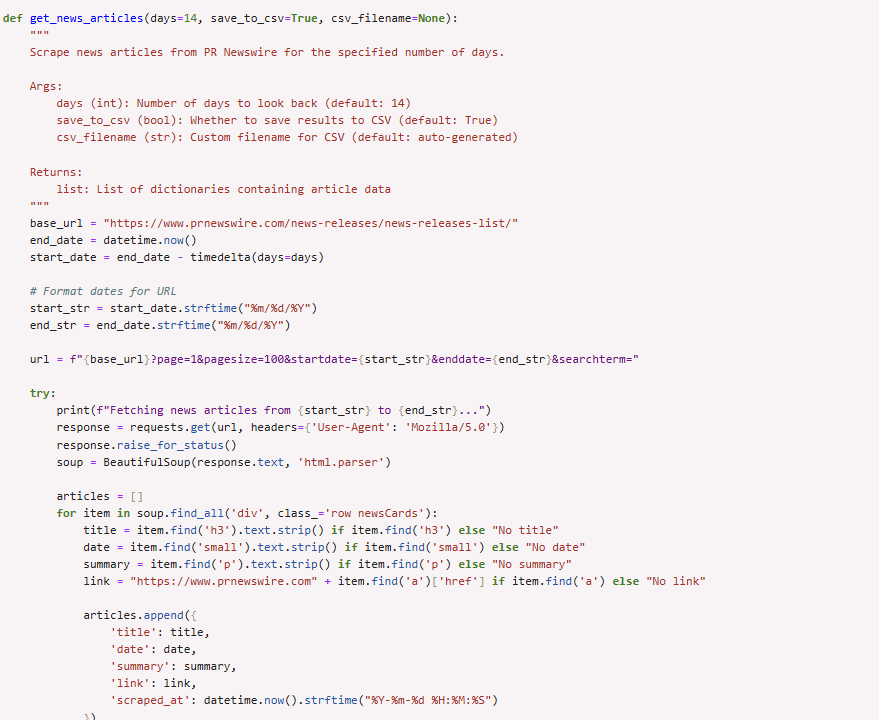 def get_news_articles(days=14, save_to_csv=True, csv_filename=None):
    """
    Scrape news articles from PR Newswire for the specified number of days.

    Args:
        days (int): Number of days to look back (default: 14)
        save_to_csv (bool): Whether to save results to CSV (default: True)
        csv_filename (str): Custom filename for CSV (default: auto-generated)

    Returns:
        list: List of dictionaries containing article data
    """
    base_url = "https://www.prnewswire.com/news-releases/news-releases-list/"
    end_date = datetime.now()
    start_date = end_date - timedelta(days=days)

    # Format dates for URL
    start_str = start_date.strftime("%m/%d/%Y")
    end_str = end_date.strftime("%m/%d/%Y")

    url = f"{base_url}?page=1&pagesize=100&startdate={start_str}&enddate={end_str}&searchterm="

    try:
        print(f"Fetching news articles from {start_str} to {end_str}...")
        response = requests.get(url, headers={'User-Agent': 'Mozilla/5.0'})
        response.raise_for_status()
        soup = BeautifulSoup(response.text, 'html.parser')

        articles = []
        for item in soup.find_all('div', class_='row newsCards'):
            title = item.find('h3').text.strip() if item.find('h3') else "No title"
            date = item.find('small').text.strip() if item.find('small') else "No date"
            summary = item.find('p').text.strip() if item.find('p') else "No summary"
            link = "https://www.prnewswire.com" + item.find('a')['href'] if item.find('a') else "No link"

            articles.append({
                'title': title,
                'date': date,
                'summary': summary,
                'link': link,
                'scraped_at': datetime.now().strftime("%Y-%m-%d %H:%M:%S")
            })